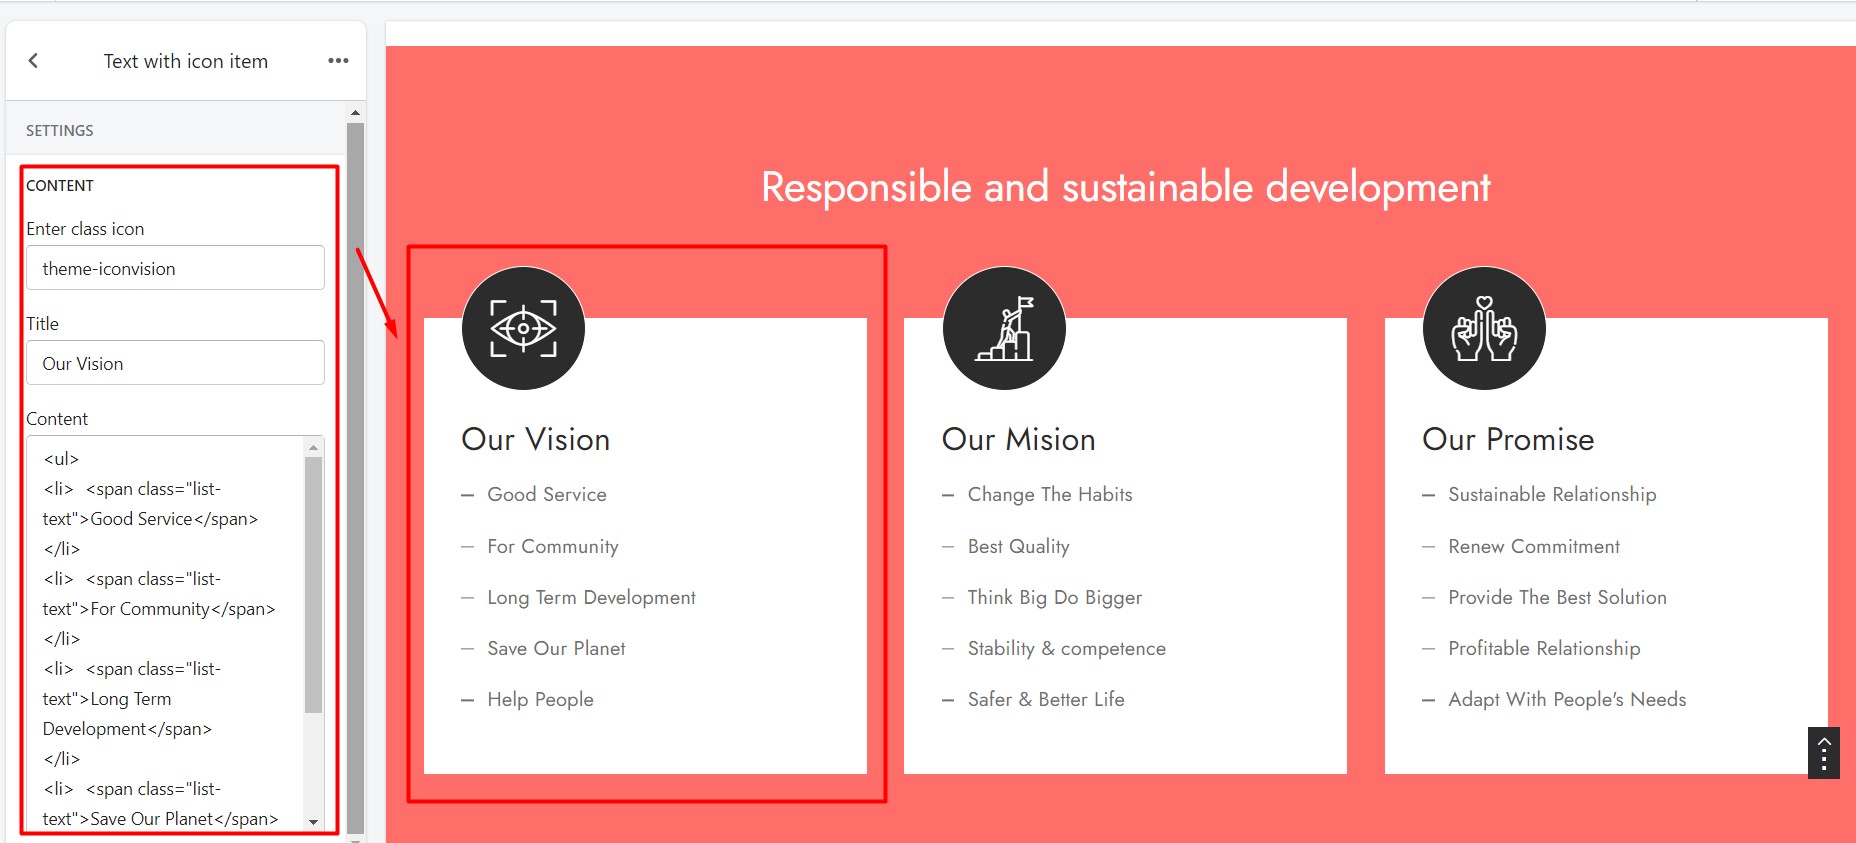 Text with icon item
SETTINGS
CONTENT
Enter class icon
theme-iconvision
Title
Our Vision
Content
<ul>
<li>   <span class="list-
text">Good Service</span>
</li>
<li>   <span class="list-
text">For Community</span>
</li>
<li>   <span class="list-
text">Long Term
Development</span>
</li>
<li>   <span class="list-
text">Save Our Planet</span>
Responsible and sustainable development
Our Vision
– Good Service
– For Community
– Long Term Development
– Save Our Planet
– Help People
Our Mision
– Change The Habits
– Best Quality
– Think Big Do Bigger
– Stability & competence
– Safer & Better Life
Our Promise
– Sustainable Relationship
– Renew Commitment
– Provide The Best Solution
– Profitable Relationship
– Adapt With People's Needs